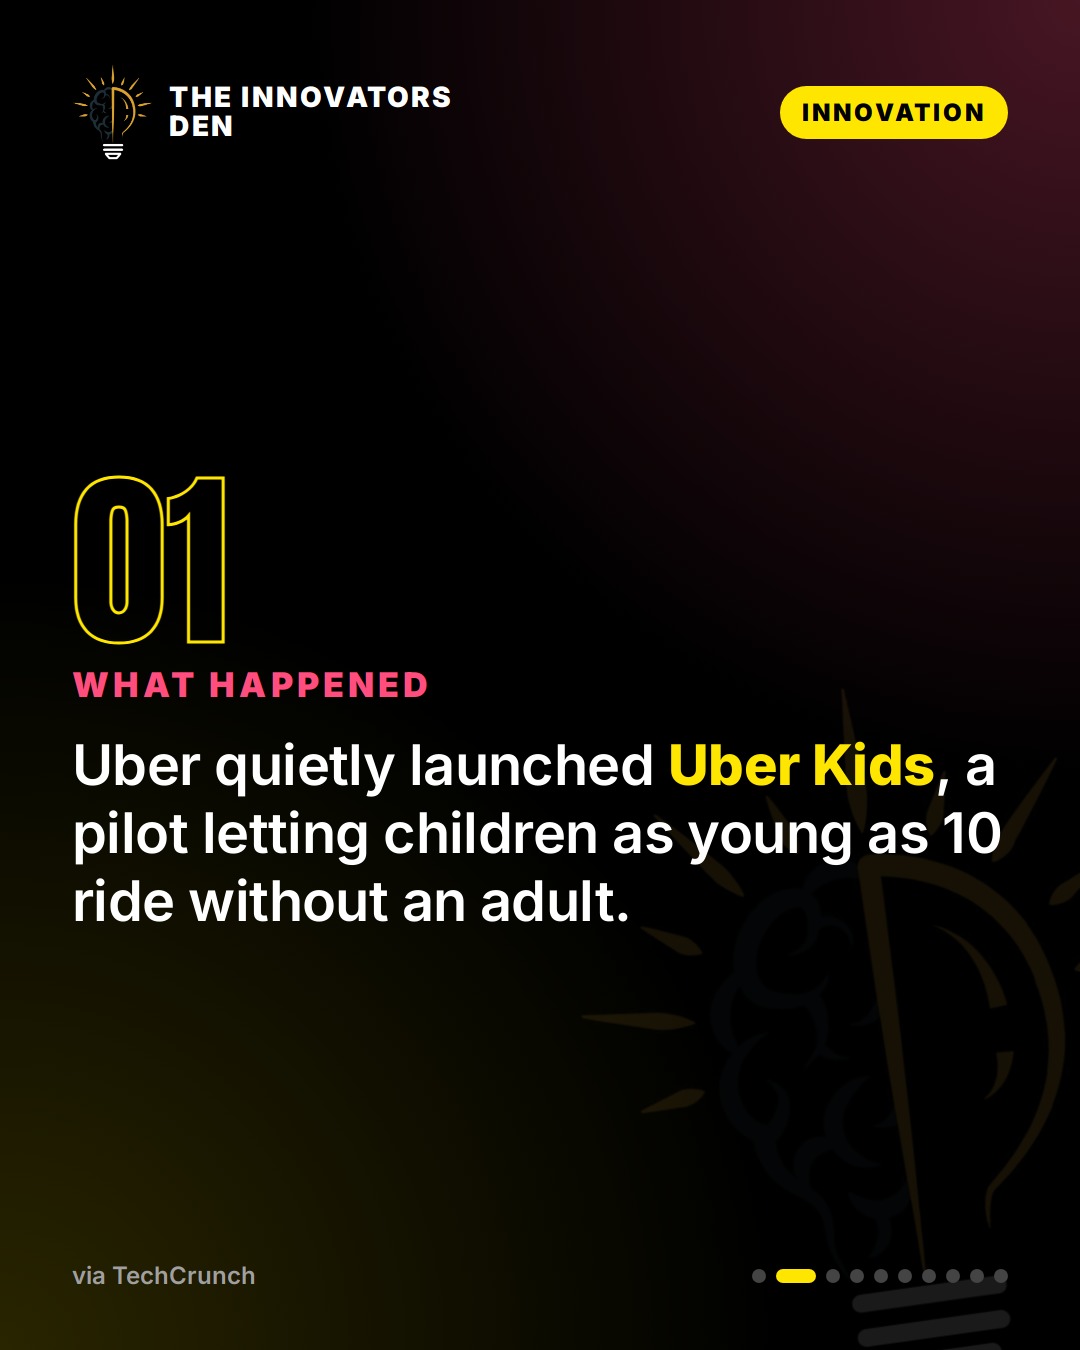 THE INNOVATORS
DEN
INNOVATION
01
WHAT HAPPENED
Uber quietly launched Uber Kids, a
pilot letting children as young as 10
ride without an adult.
via TechCrunch